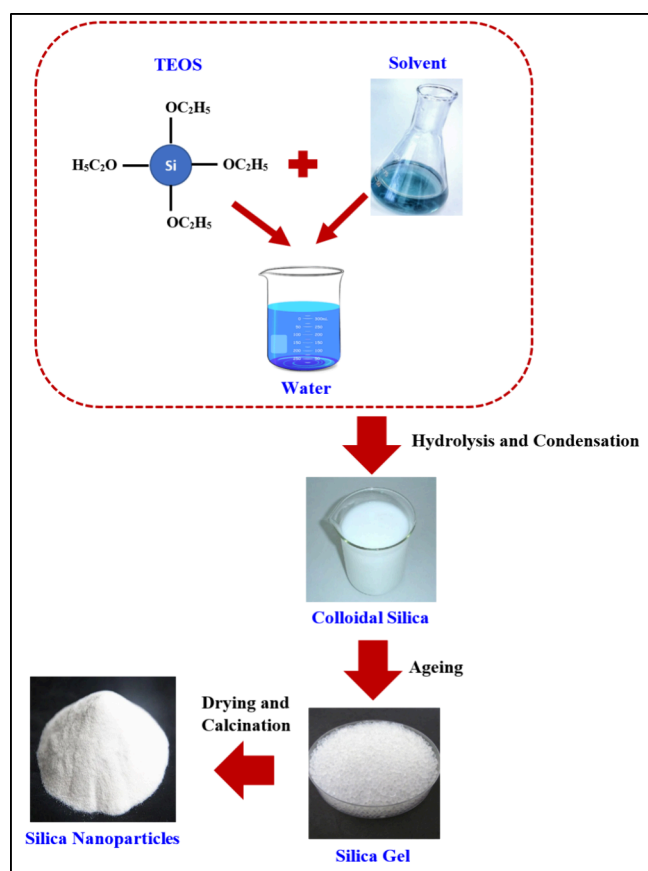 TEOS
Solvent
OC₂H₅
H₅C₂O
Si
OC₂H₅
OC₂H₅
Water
Hydrolysis and Condensation
Colloidal Silica
Ageing
Drying and
Calcination
Silica Nanoparticles
Silica Gel